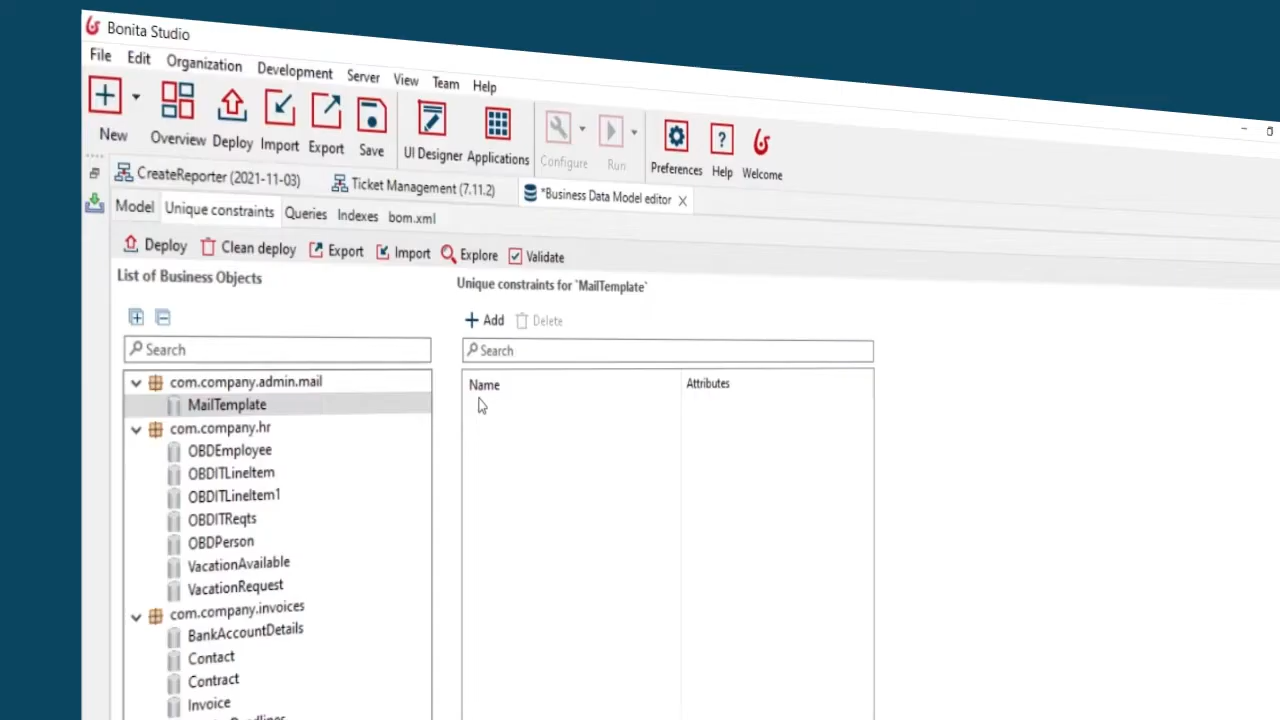 Bonita Studio
File Edit Organization Development Server View Team Help
New Overview Deploy Import Export Save UI Designer Applications Configure Run Preferences Help Welcome
CreateReporter (2021-11-03) Ticket Management (7.11.2) *Business Data Model editor
Model Unique constraints Queries Indexes bom.xml
Deploy Clean deploy Export Import Explore Validate
List of Business Objects
Unique constraints for `MailTemplate`
Add Delete
Search
Search
Name Attributes
com.company.admin.mail
MailTemplate
com.company.hr
OBDEmployee
OBDITLineItem
OBDITLineItem1
OBDITReqts
OBDPerson
VacationAvailable
VacationRequest
com.company.invoices
BankAccountDetails
Contact
Contract
Invoice